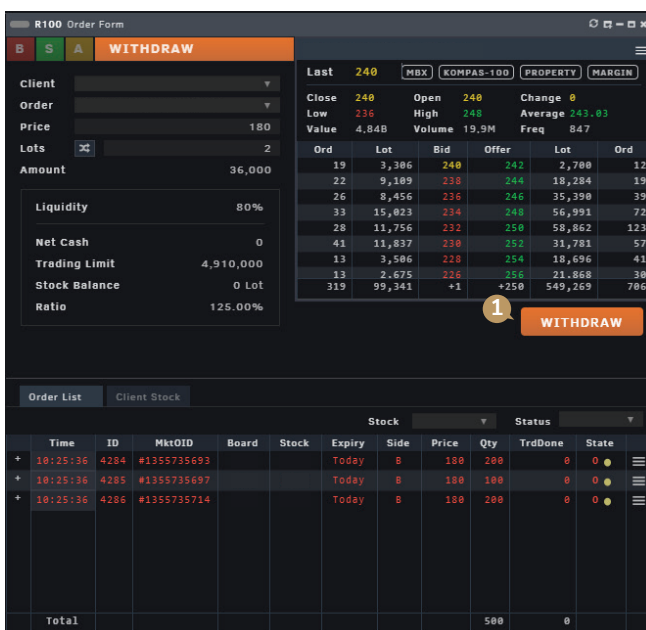 R100 Order Form
B S A WITHDRAW
Client
Order
Price 180
Lots 2
Amount 36,000
Liquidity 80%
Net Cash 0
Trading Limit 4,910,000
Stock Balance 0 Lot
Ratio 125.00%
Last 240 MBX KOMPAS-100 PROPERTY MARGIN
Close 240 Open 240 Change 0
Low 236 High 248 Average 243.03
Value 4,84B Volume 19,9M Freq 847
Ord Lot Bid Offer Lot Ord
19 3,306 240 242 2,700 12
22 9,109 238 244 18,284 19
26 8,456 236 246 35,390 39
33 15,023 234 248 56,991 72
28 11,756 232 250 58,862 123
41 11,837 230 252 31,781 57
13 3,506 228 254 18,696 41
13 2.675 226 256 21.868 30
319 99,341 +1 +250 549,269 706
1 WITHDRAW
Order List Client Stock
Stock Status
Time ID MktOID Board Stock Expiry Side Price Qty TrdDone State
+ 10:25:36 4284 #1355735693 Today B 180 200 0 O
+ 10:25:36 4285 #1355735697 Today B 180 100 0 O
+ 10:25:36 4286 #1355735714 Today B 180 200 0 O
Total 500 0